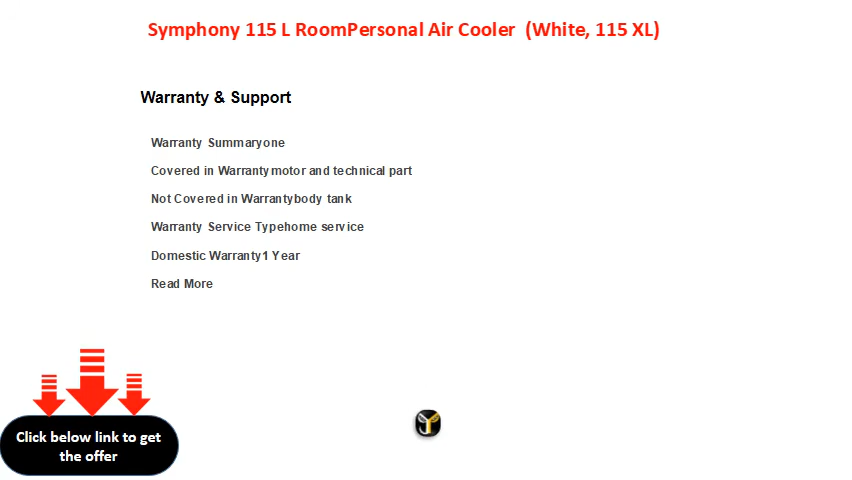 Symphony 115 L RoomPersonal Air Cooler (White, 115 XL)
Warranty & Support
Warranty Summaryone
Covered in Warrantymotor and technical part
Not Covered in Warrantybody tank
Warranty Service Typehome service
Domestic Warranty1 Year
Read More
Click below link to get
the offer